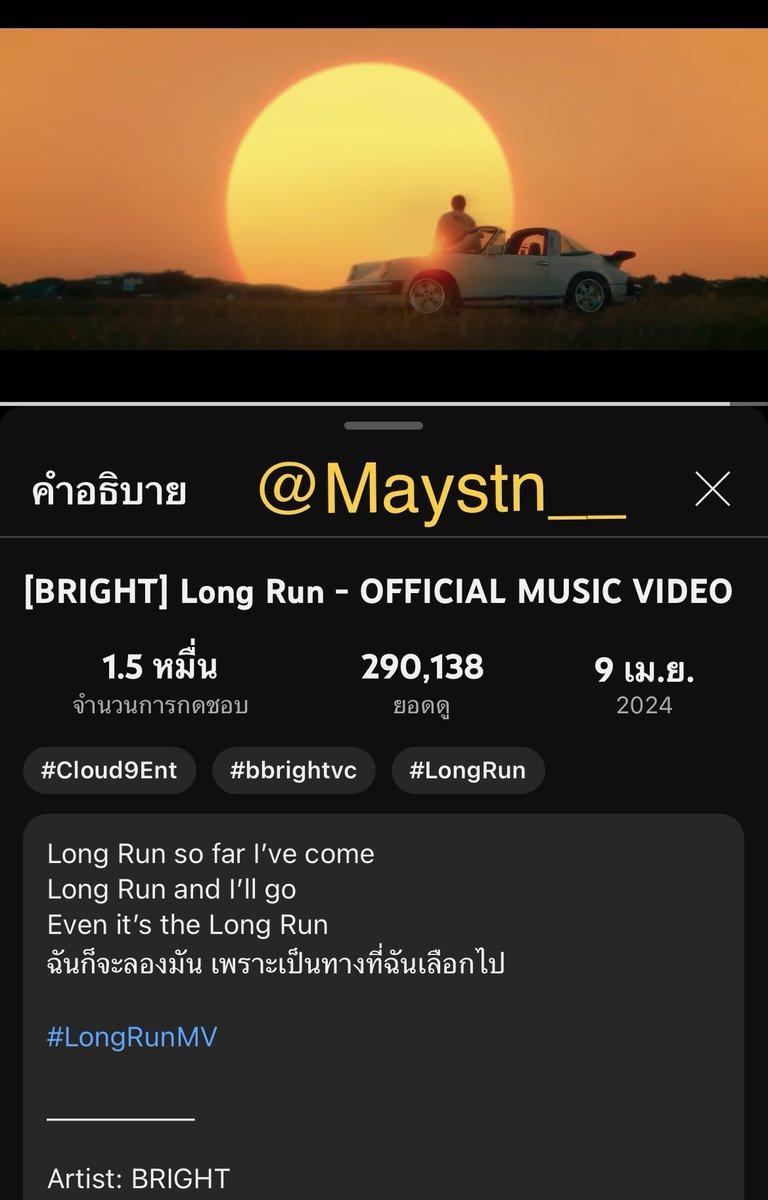 คำอธิบาย @Maystn__
[BRIGHT] Long Run - OFFICIAL MUSIC VIDEO
1.5 หมื่น 290,138 9 เม.ย.
จำนวนการกดชอบ ยอดดู 2024
#Cloud9Ent #bbrightvc #LongRun
Long Run so far I’ve come
Long Run and I’ll go
Even it’s the Long Run
ฉันก็จะลองมัน เพราะเป็นทางที่ฉันเลือกไป
#LongRunMV
Artist: BRIGHT